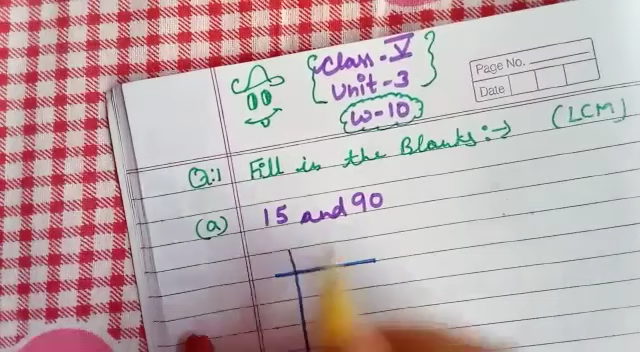 Class - V
Unit - 3
W-10
Page No.
Date
Q:1 Fill in the Blanks:→ (LCM)
(a) 15 and 90